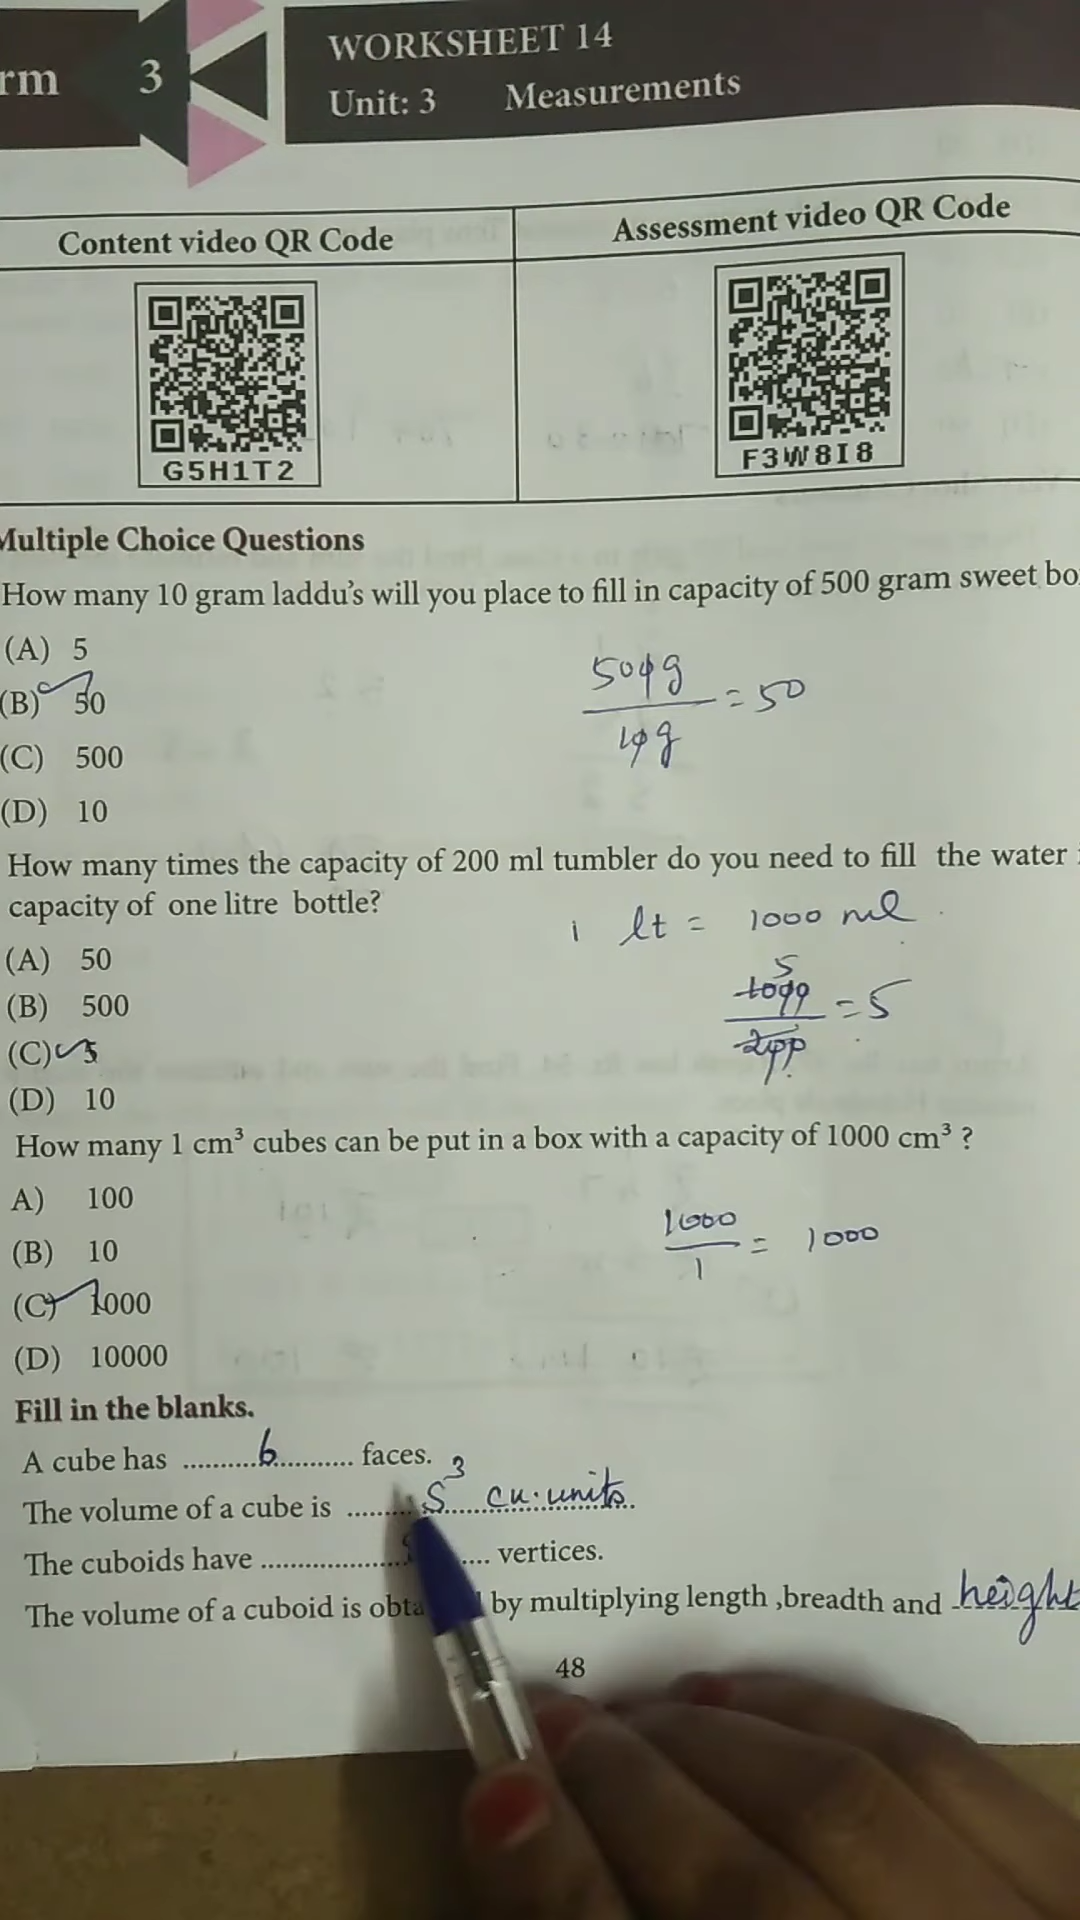 rm 3
WORKSHEET 14
Unit: 3 Measurements
Content video QR Code
Assessment video QR Code
G5H1T2
F3W8I8
Multiple Choice Questions
How many 10 gram laddu's will you place to fill in capacity of 500 gram sweet bo
(A) 5
(B) 50
(C) 500
(D) 10
500g
10g
= 50
How many times the capacity of 200 ml tumbler do you need to fill the water
capacity of one litre bottle?
1 lt = 1000 ml
(A) 50
(B) 500
(C) 5
(D) 10
5
1000
200
= 5
How many 1 cm³ cubes can be put in a box with a capacity of 1000 cm³ ?
A) 100
(B) 10
(C) 1000
(D) 10000
1000
1
= 1000
Fill in the blanks.
A cube has ..........6........... faces.
The volume of a cube is ........S³ cu.units
The cuboids have ................... vertices.
The volume of a cuboid is obta by multiplying length ,breadth and height
48